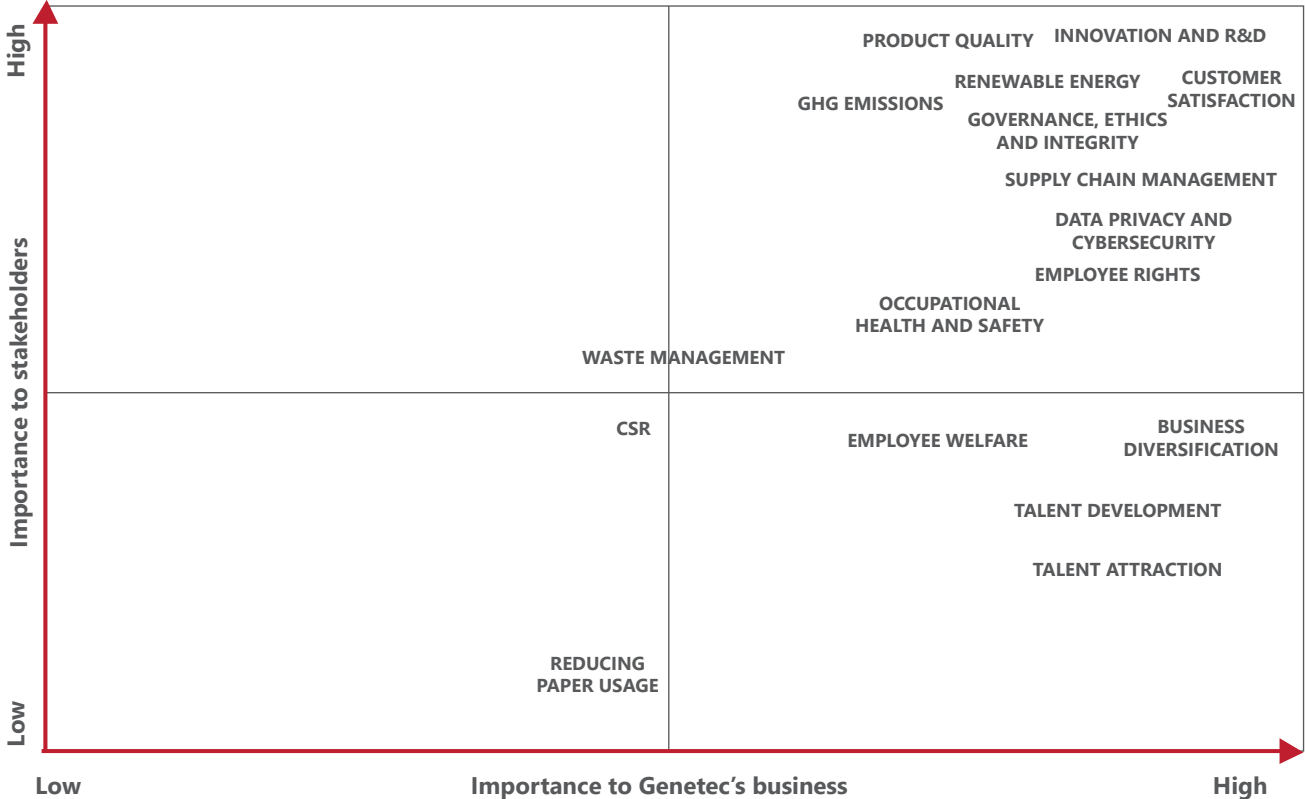 High
Importance to stakeholders
Low
PRODUCT QUALITY
INNOVATION AND R&D
RENEWABLE ENERGY
CUSTOMER
SATISFACTION
GHG EMISSIONS
GOVERNANCE, ETHICS
AND INTEGRITY
SUPPLY CHAIN MANAGEMENT
DATA PRIVACY AND
CYBERSECURITY
EMPLOYEE RIGHTS
OCCUPATIONAL
HEALTH AND SAFETY
WASTE MANAGEMENT
CSR
EMPLOYEE WELFARE
BUSINESS
DIVERSIFICATION
TALENT DEVELOPMENT
TALENT ATTRACTION
REDUCING
PAPER USAGE
Low
Importance to Genetec’s business
High